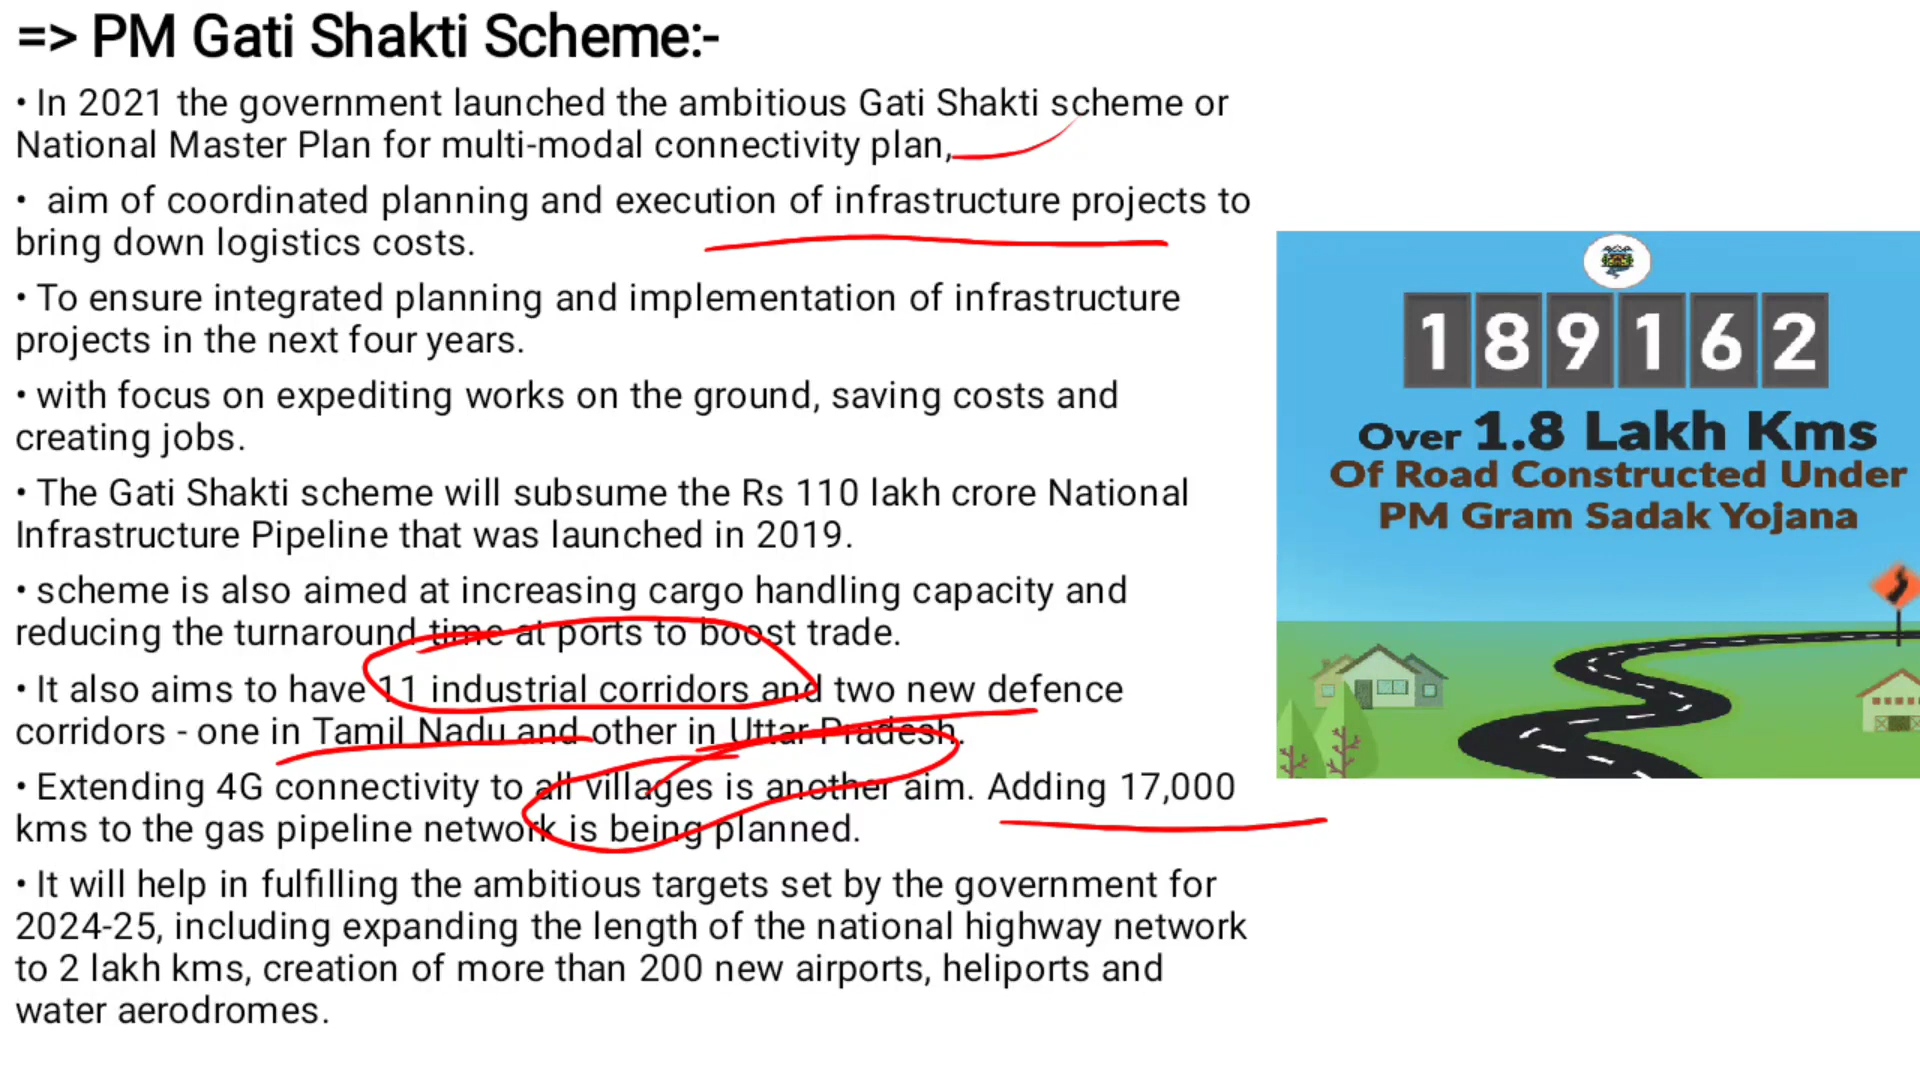 => PM Gati Shakti Scheme:-
• In 2021 the government launched the ambitious Gati Shakti scheme or
National Master Plan for multi-modal connectivity plan,
• aim of coordinated planning and execution of infrastructure projects to
bring down logistics costs.
• To ensure integrated planning and implementation of infrastructure
projects in the next four years.
• with focus on expediting works on the ground, saving costs and
creating jobs.
• The Gati Shakti scheme will subsume the Rs 110 lakh crore National
Infrastructure Pipeline that was launched in 2019.
• scheme is also aimed at increasing cargo handling capacity and
reducing the turnaround time at ports to boost trade.
• It also aims to have 11 industrial corridors and two new defence
corridors - one in Tamil Nadu and other in Uttar Pradesh.
• Extending 4G connectivity to all villages is another aim. Adding 17,000
kms to the gas pipeline network is being planned.
• It will help in fulfilling the ambitious targets set by the government for
2024-25, including expanding the length of the national highway network
to 2 lakh kms, creation of more than 200 new airports, heliports and
water aerodromes.
189162
Over 1.8 Lakh Kms
Of Road Constructed Under
PM Gram Sadak Yojana